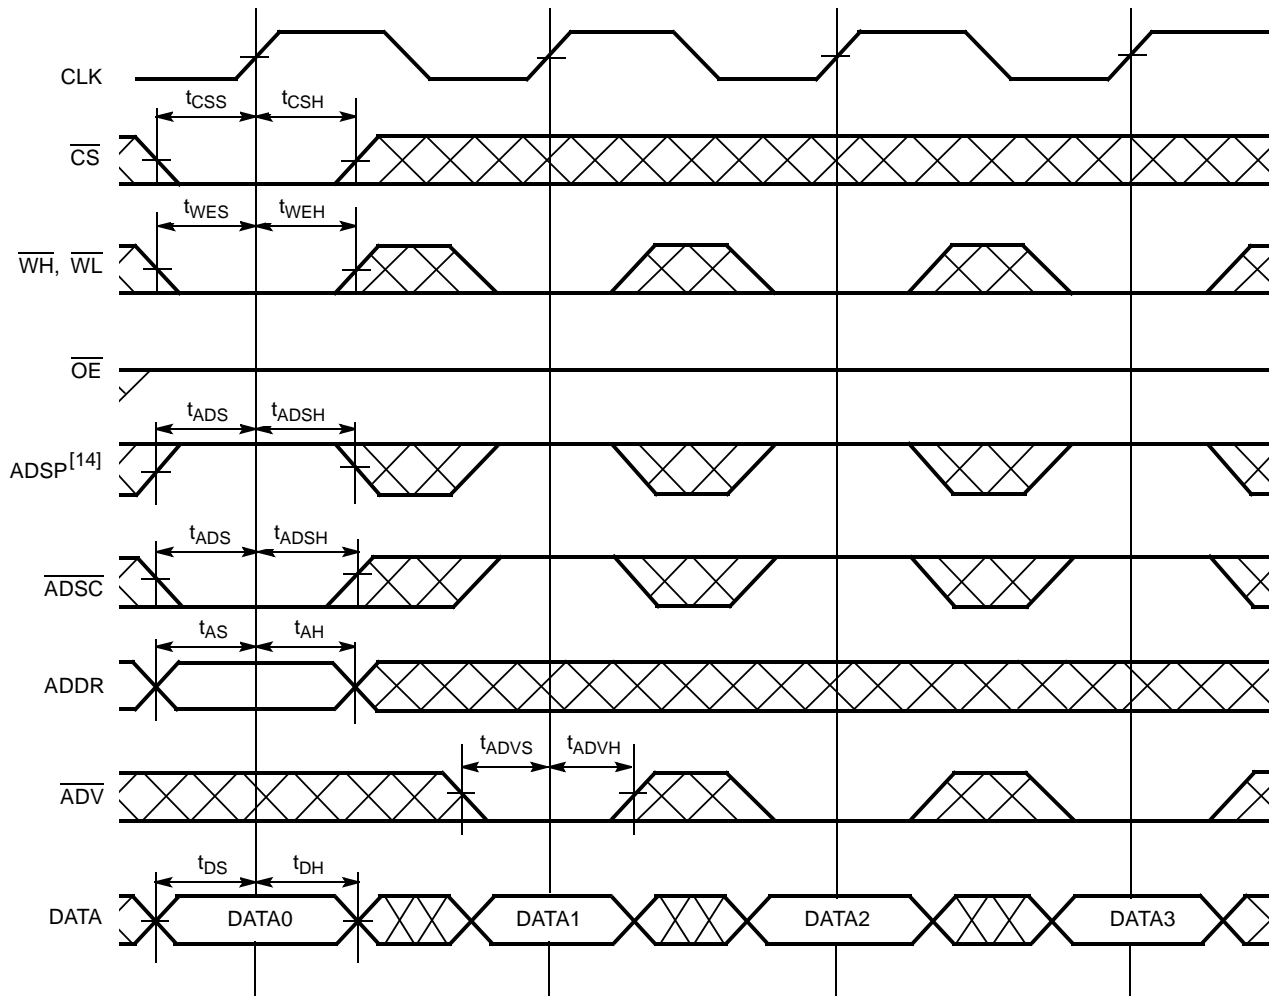 CLK
tCSS tCSH
CS
tWES tWEH
WH, WL
OE
tADS tADSH
ADSP[14]
tADS tADSH
ADSC
tAS tAH
ADDR
tADVS tADVH
ADV
tDS tDH
DATA DATA0 DATA1 DATA2 DATA3